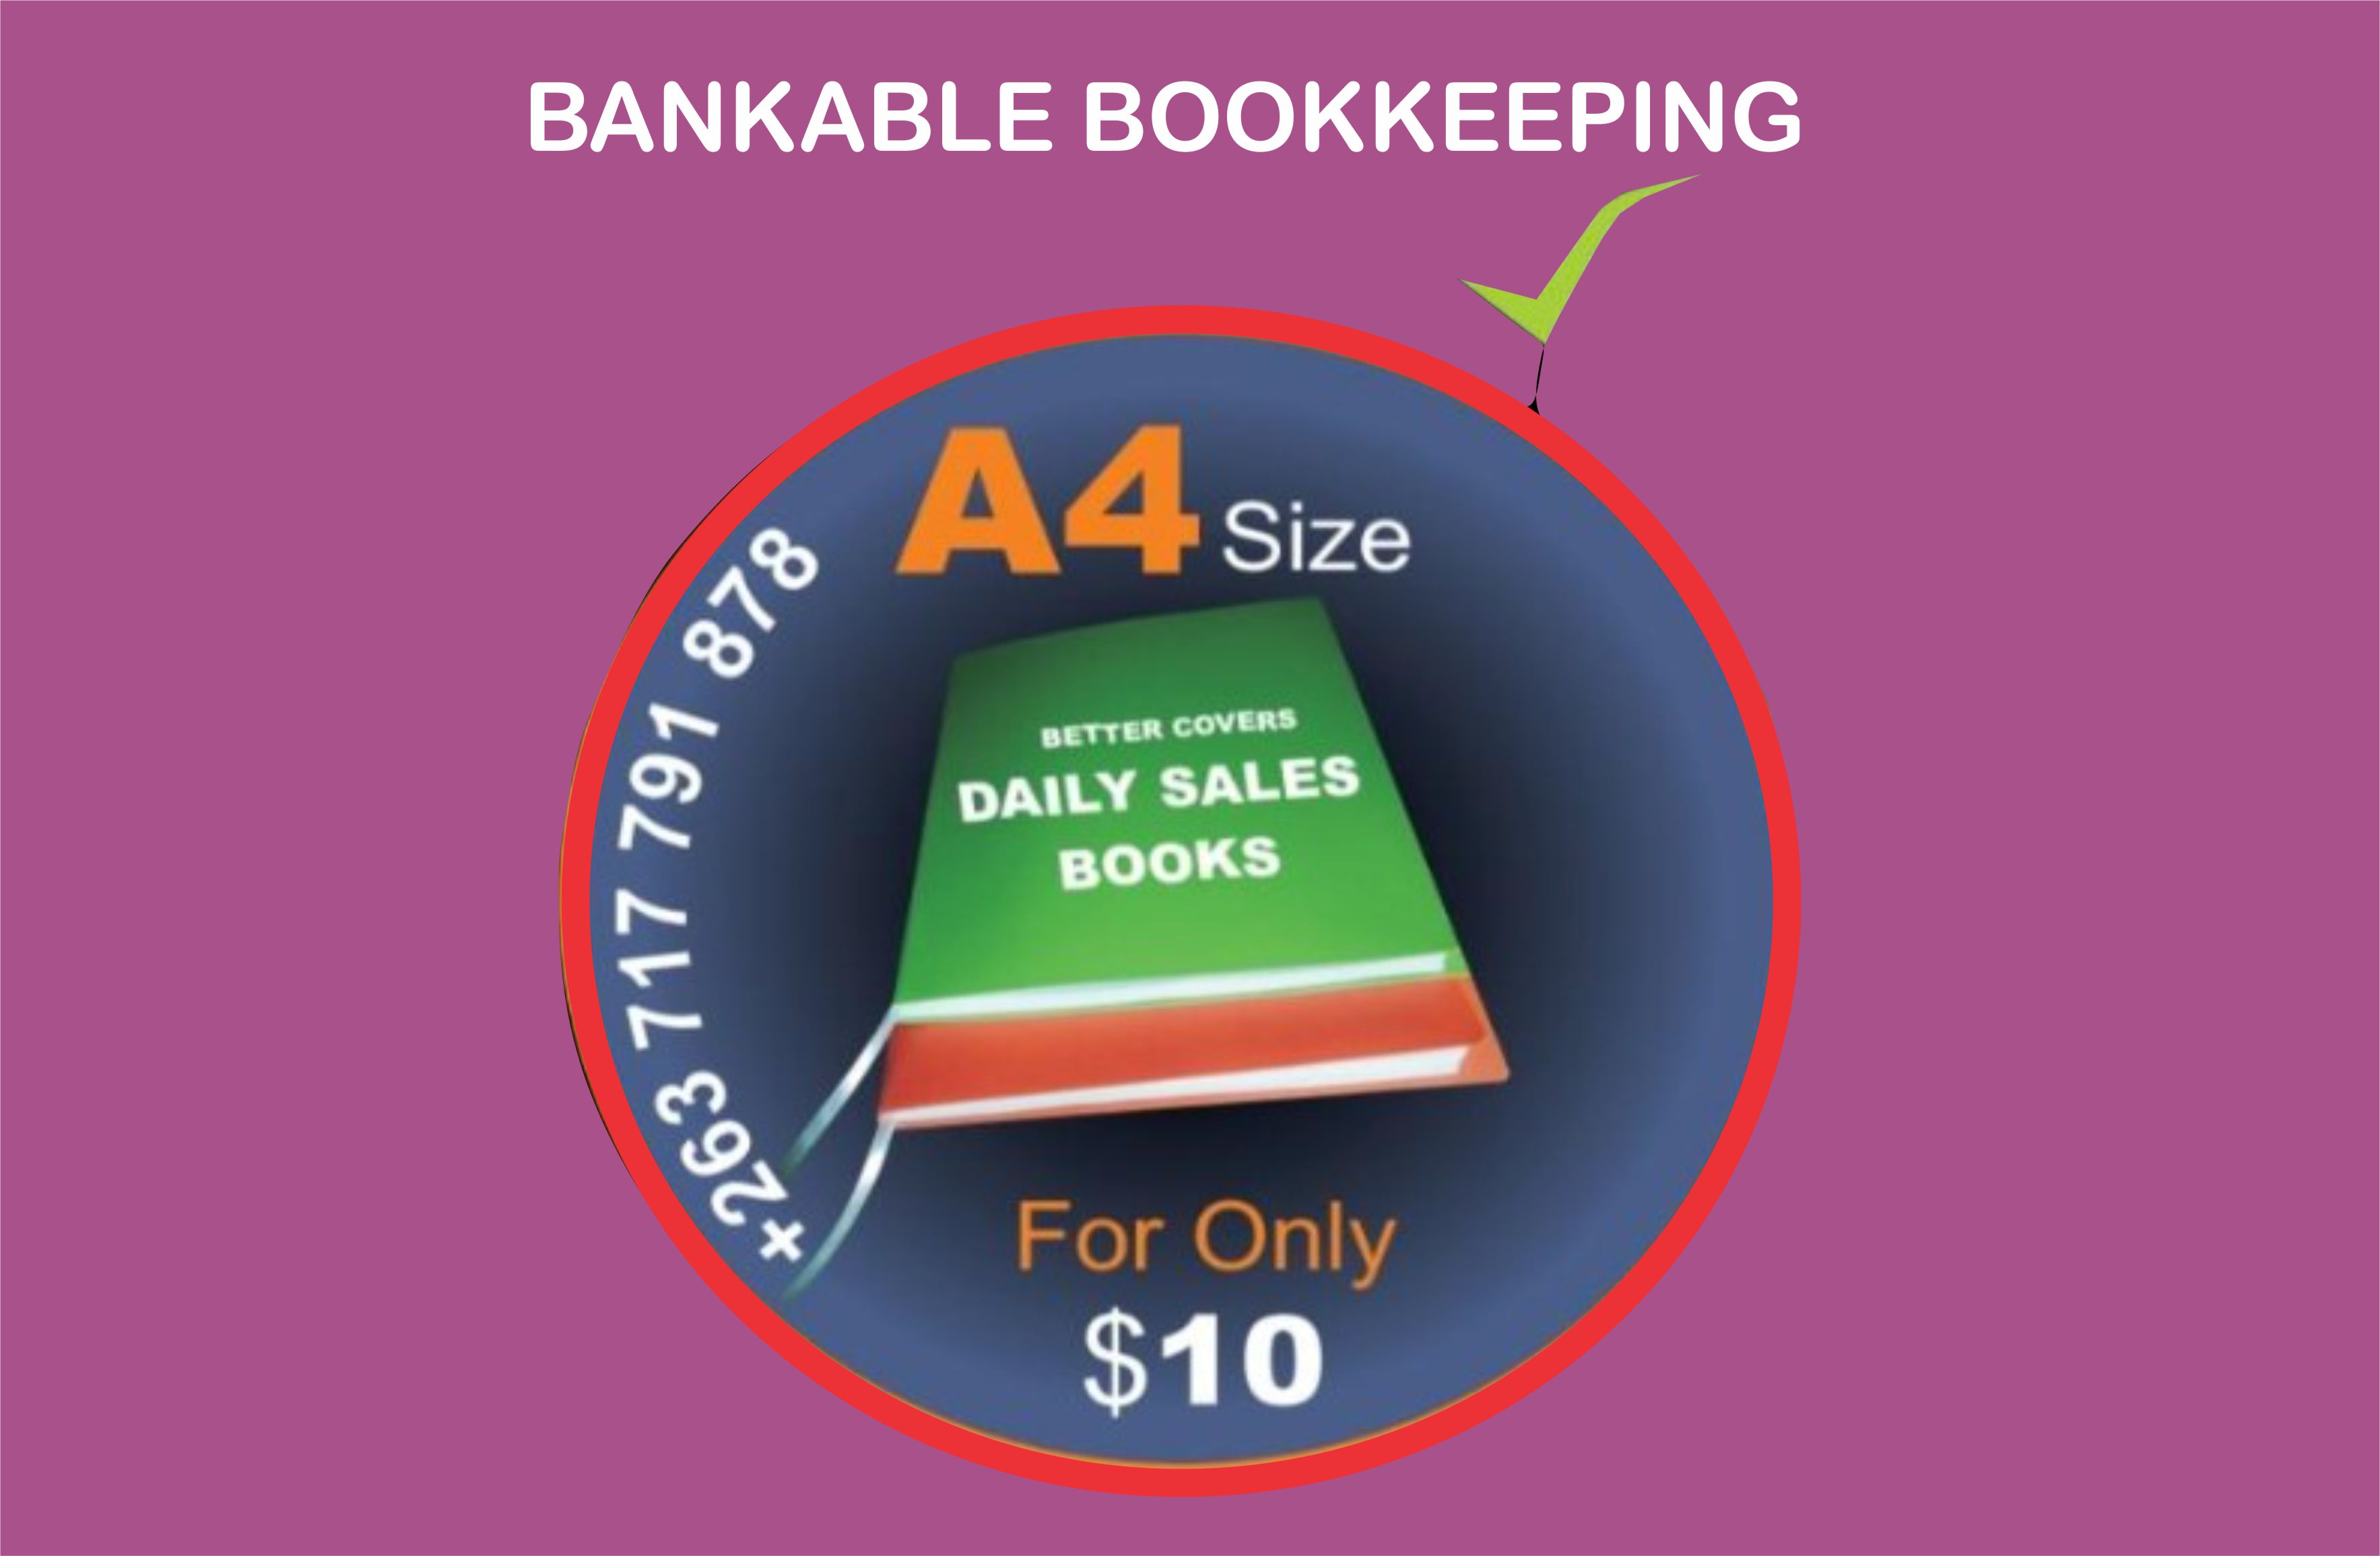 BANKABLE BOOKKEEPING
A4 Size
+263 717 791 878
BETTER COVERS
DAILY SALES
BOOKS
For Only
$10